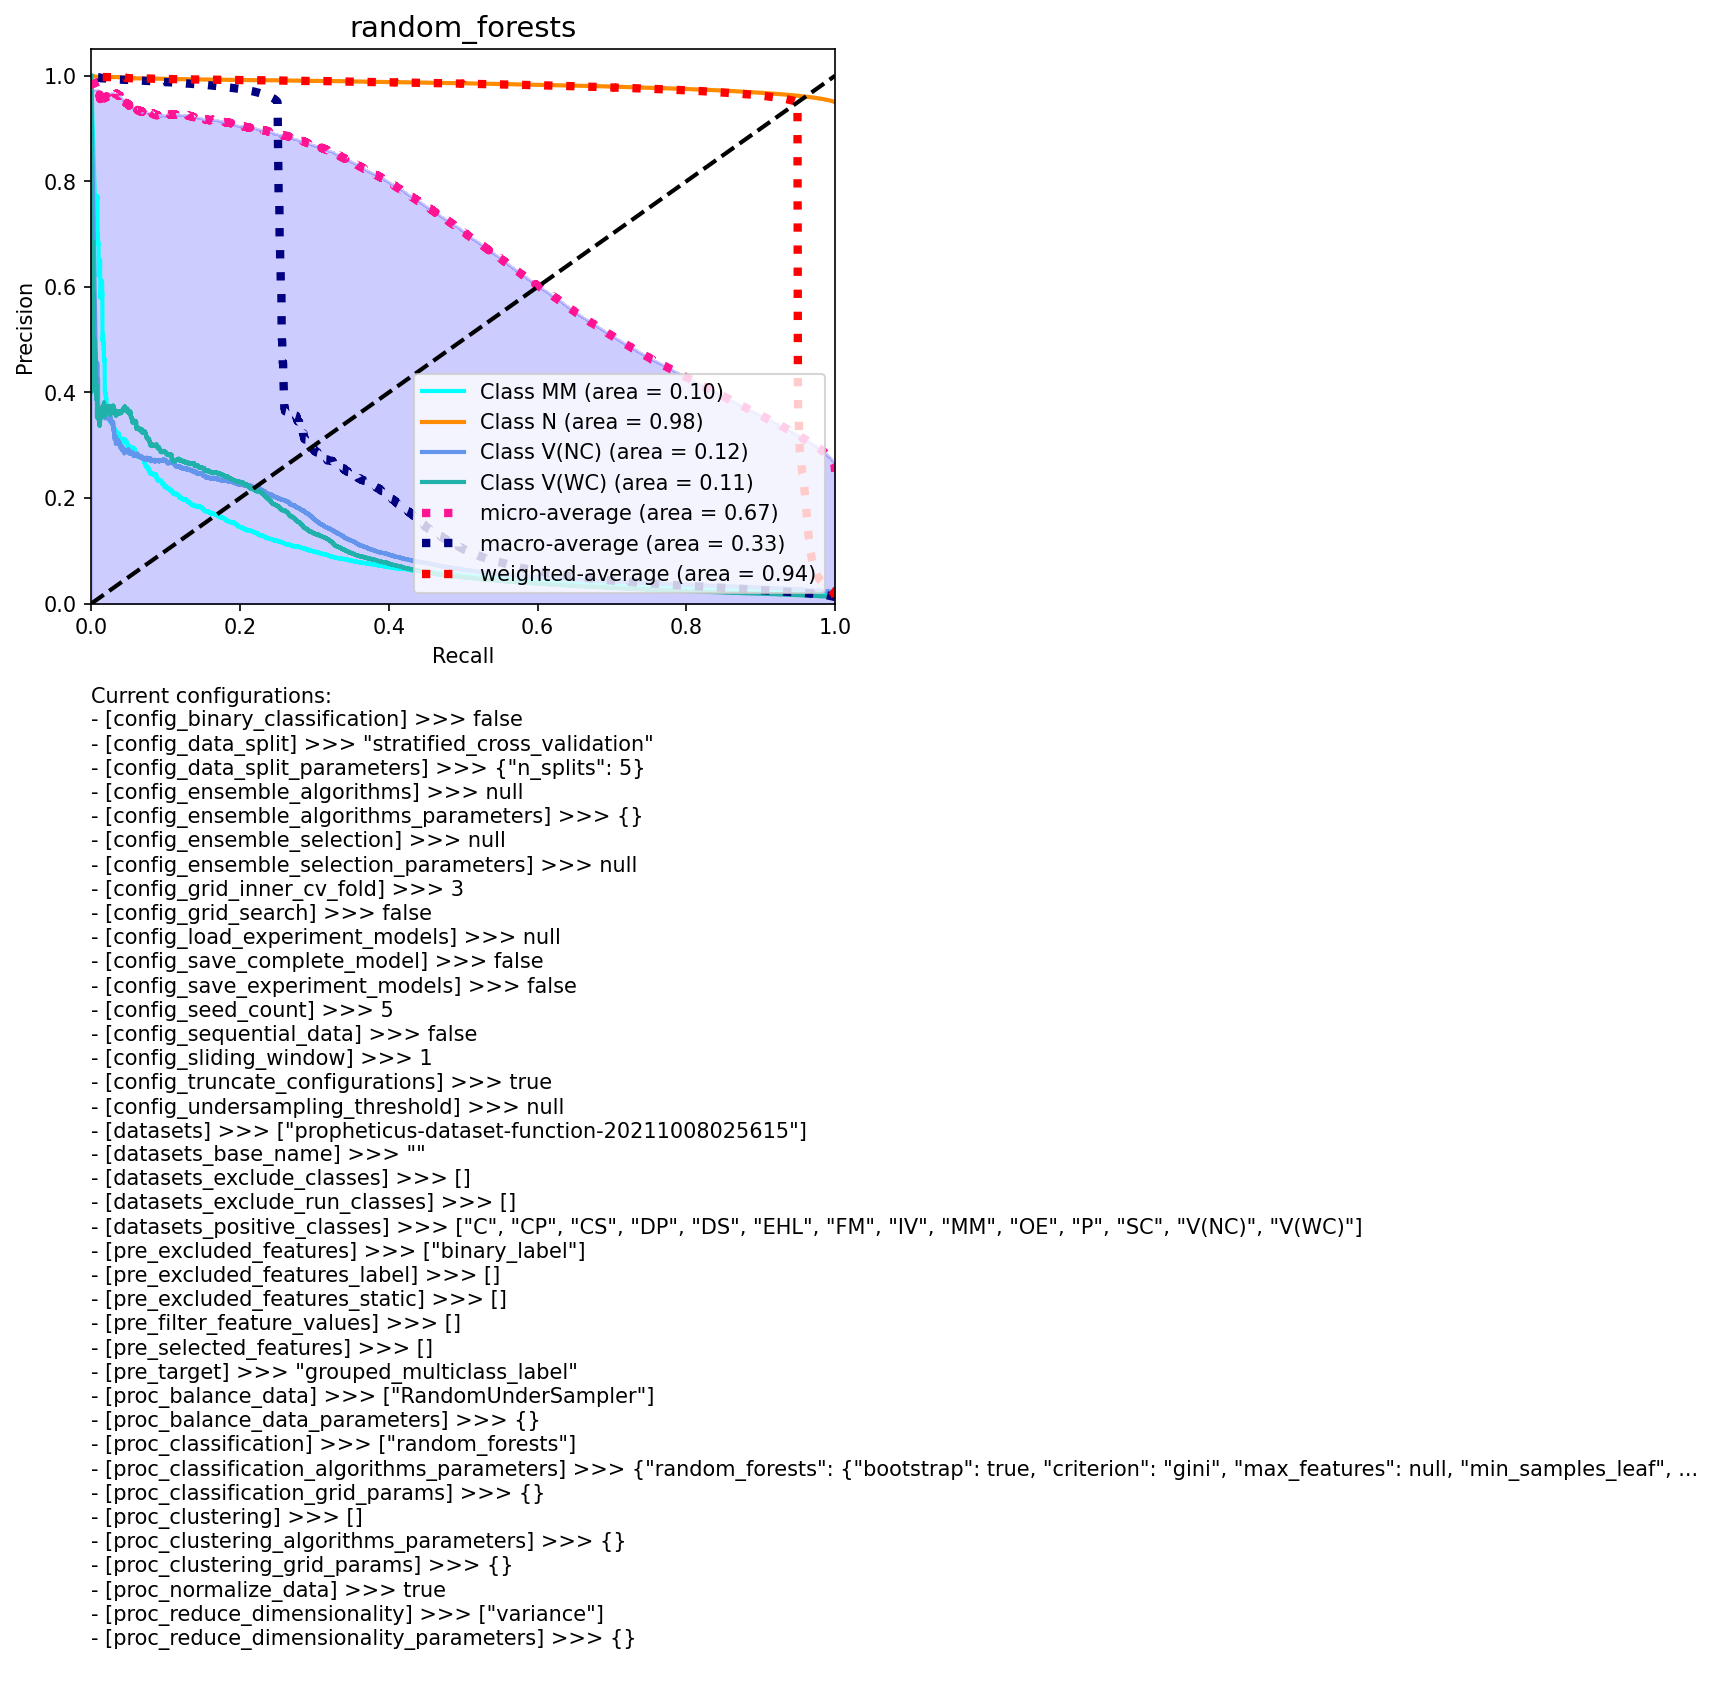 random_forests
1.0
0.8
0.6
0.4
0.2
0.0
Precision
0.0 0.2 0.4 0.6 0.8 1.0
Recall
Class MM (area = 0.10)
Class N (area = 0.98)
Class V(NC) (area = 0.12)
Class V(WC) (area = 0.11)
micro-average (area = 0.67)
macro-average (area = 0.33)
weighted-average (area = 0.94)
Current configurations:
- [config_binary_classification] >>> false
- [config_data_split] >>> "stratified_cross_validation"
- [config_data_split_parameters] >>> {"n_splits": 5}
- [config_ensemble_algorithms] >>> null
- [config_ensemble_algorithms_parameters] >>> {}
- [config_ensemble_selection] >>> null
- [config_ensemble_selection_parameters] >>> null
- [config_grid_inner_cv_fold] >>> 3
- [config_grid_search] >>> false
- [config_load_experiment_models] >>> null
- [config_save_complete_model] >>> false
- [config_save_experiment_models] >>> false
- [config_seed_count] >>> 5
- [config_sequential_data] >>> false
- [config_sliding_window] >>> 1
- [config_truncate_configurations] >>> true
- [config_undersampling_threshold] >>> null
- [datasets] >>> ["propheticus-dataset-function-20211008025615"]
- [datasets_base_name] >>> ""
- [datasets_exclude_classes] >>> []
- [datasets_exclude_run_classes] >>> []
- [datasets_positive_classes] >>> ["C", "CP", "CS", "DP", "DS", "EHL", "FM", "IV", "MM", "OE", "P", "SC", "V(NC)", "V(WC)"]
- [pre_excluded_features] >>> ["binary_label"]
- [pre_excluded_features_label] >>> []
- [pre_excluded_features_static] >>> []
- [pre_filter_feature_values] >>> []
- [pre_selected_features] >>> []
- [pre_target] >>> "grouped_multiclass_label"
- [proc_balance_data] >>> ["RandomUnderSampler"]
- [proc_balance_data_parameters] >>> {}
- [proc_classification] >>> ["random_forests"]
- [proc_classification_algorithms_parameters] >>> {"random_forests": {"bootstrap": true, "criterion": "gini", "max_features": null, "min_samples_leaf", ...
- [proc_classification_grid_params] >>> {}
- [proc_clustering] >>> []
- [proc_clustering_algorithms_parameters] >>> {}
- [proc_clustering_grid_params] >>> {}
- [proc_normalize_data] >>> true
- [proc_reduce_dimensionality] >>> ["variance"]
- [proc_reduce_dimensionality_parameters] >>> {}